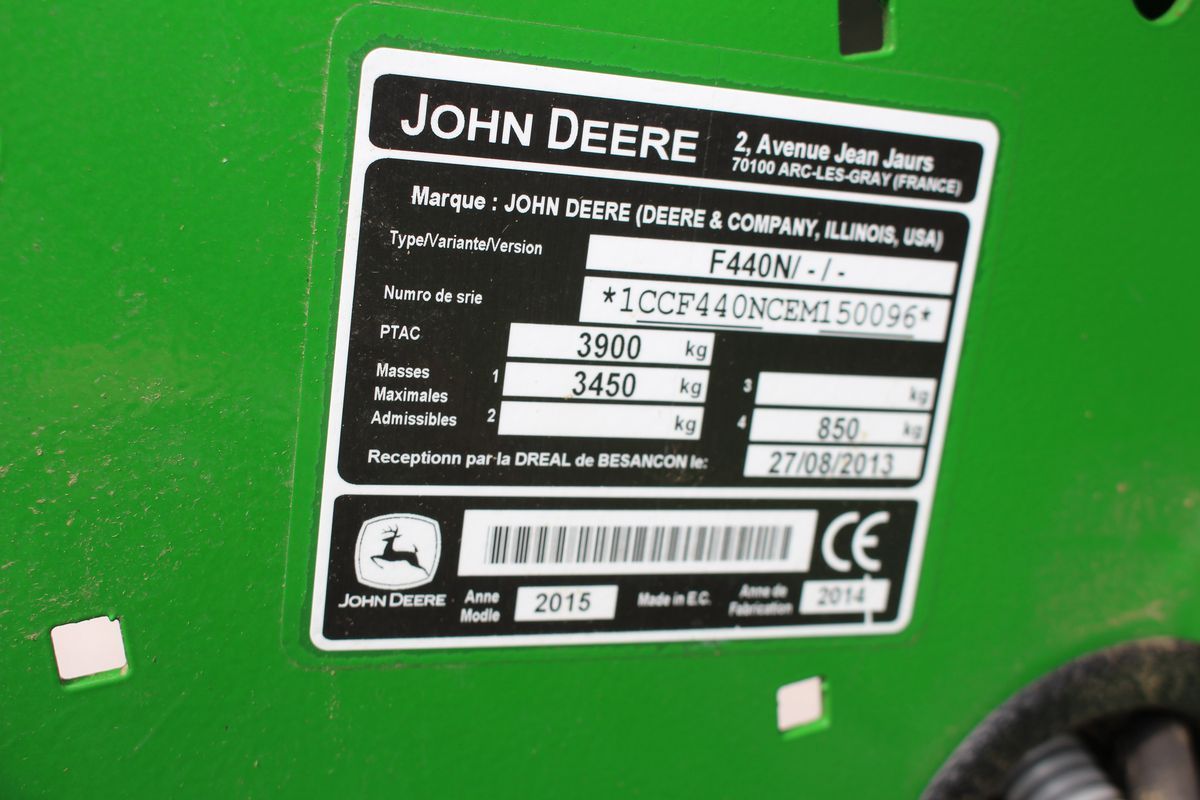 JOHN DEERE
2, Avenue Jean Jaurs
70100 ARC-LES-GRAY (FRANCE)
Marque : JOHN DEERE (DEERE & COMPANY, ILLINOIS, USA)
Type/Variante/Version F440N/ - / -
Numro de srie *1CCF440NCEM150096*
PTAC 3900 kg
Masses Maximales Admissibles
1 3450 kg 3 kg
2 kg 4 850 kg
Receptionn par la DREAL de BESANCON le: 27/08/2013
CE
JOHN DEERE
Anne Modle 2015 Made in E.C. Anne de Fabrication 2014